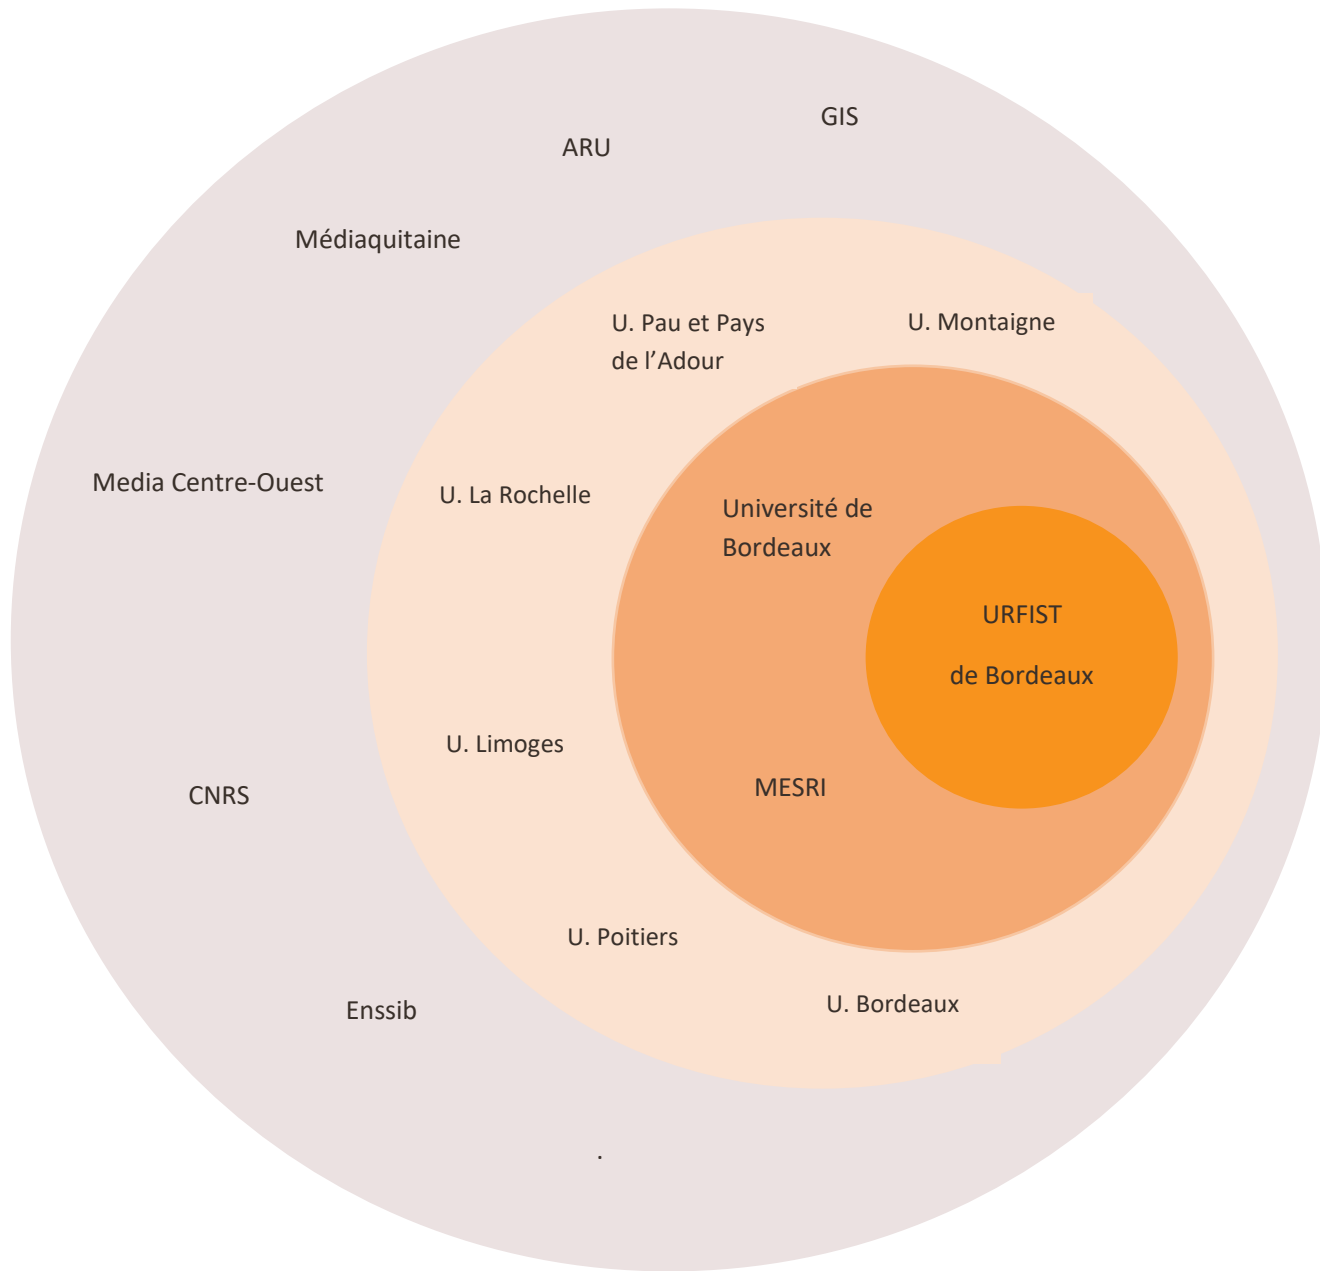 GIS
ARU
Médiaquitaine
U. Pau et Pays
de l’Adour
U. Montaigne
Media Centre-Ouest
U. La Rochelle
Université de
Bordeaux
URFIST
de Bordeaux
U. Limoges
MESRI
CNRS
U. Poitiers
U. Bordeaux
Enssib
.